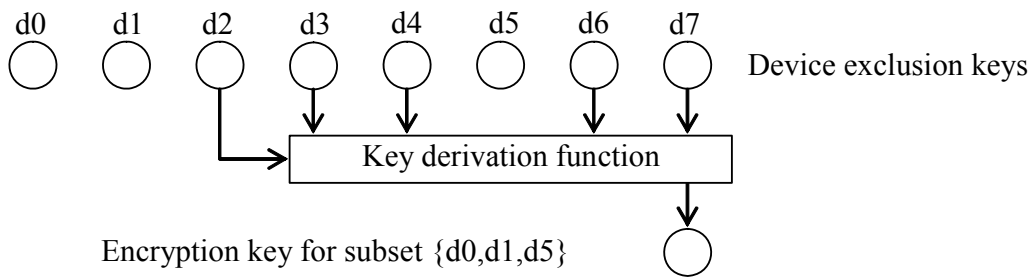 d0 d1 d2 d3 d4 d5 d6 d7
Device exclusion keys
Key derivation function
Encryption key for subset {d0,d1,d5}